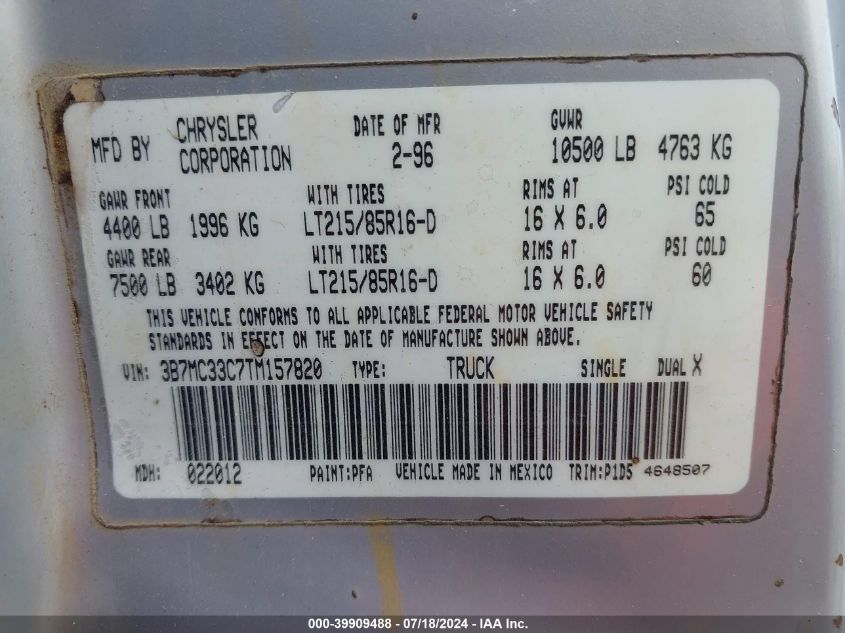 MFD BY CHRYSLER CORPORATION DATE OF MFR 2-96 GVWR 10500 LB 4763 KG
GAWR FRONT WITH TIRES RIMS AT PSI COLD
4400 LB 1996 KG LT215/85R16-D 16 X 6.0 65
GAWR REAR WITH TIRES RIMS AT PSI COLD
7500 LB 3402 KG LT215/85R16-D 16 X 6.0 60
THIS VEHICLE CONFORMS TO ALL APPLICABLE FEDERAL MOTOR VEHICLE SAFETY
STANDARDS IN EFFECT ON THE DATE OF MANUFACTURE SHOWN ABOVE.
VIN: 3B7MC33C7TM157820 TYPE: TRUCK SINGLE DUAL X
MDH: 022012 PAINT:PFA VEHICLE MADE IN MEXICO TRIM:P1D5 4648507
000-39909488 - 07/18/2024 - IAA Inc.